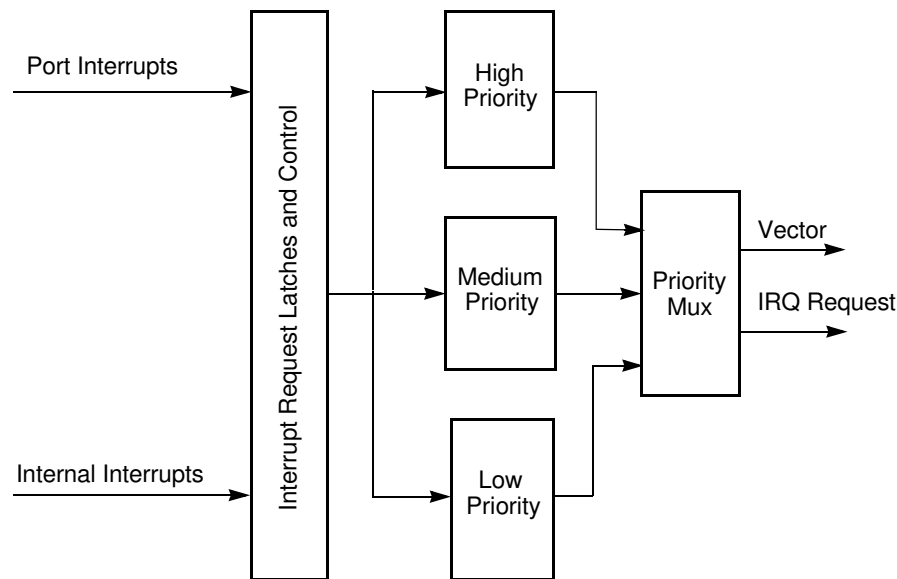 Port Interrupts
Internal Interrupts
Interrupt Request Latches and Control
High
Priority
Medium
Priority
Low
Priority
Priority
Mux
Vector
IRQ Request